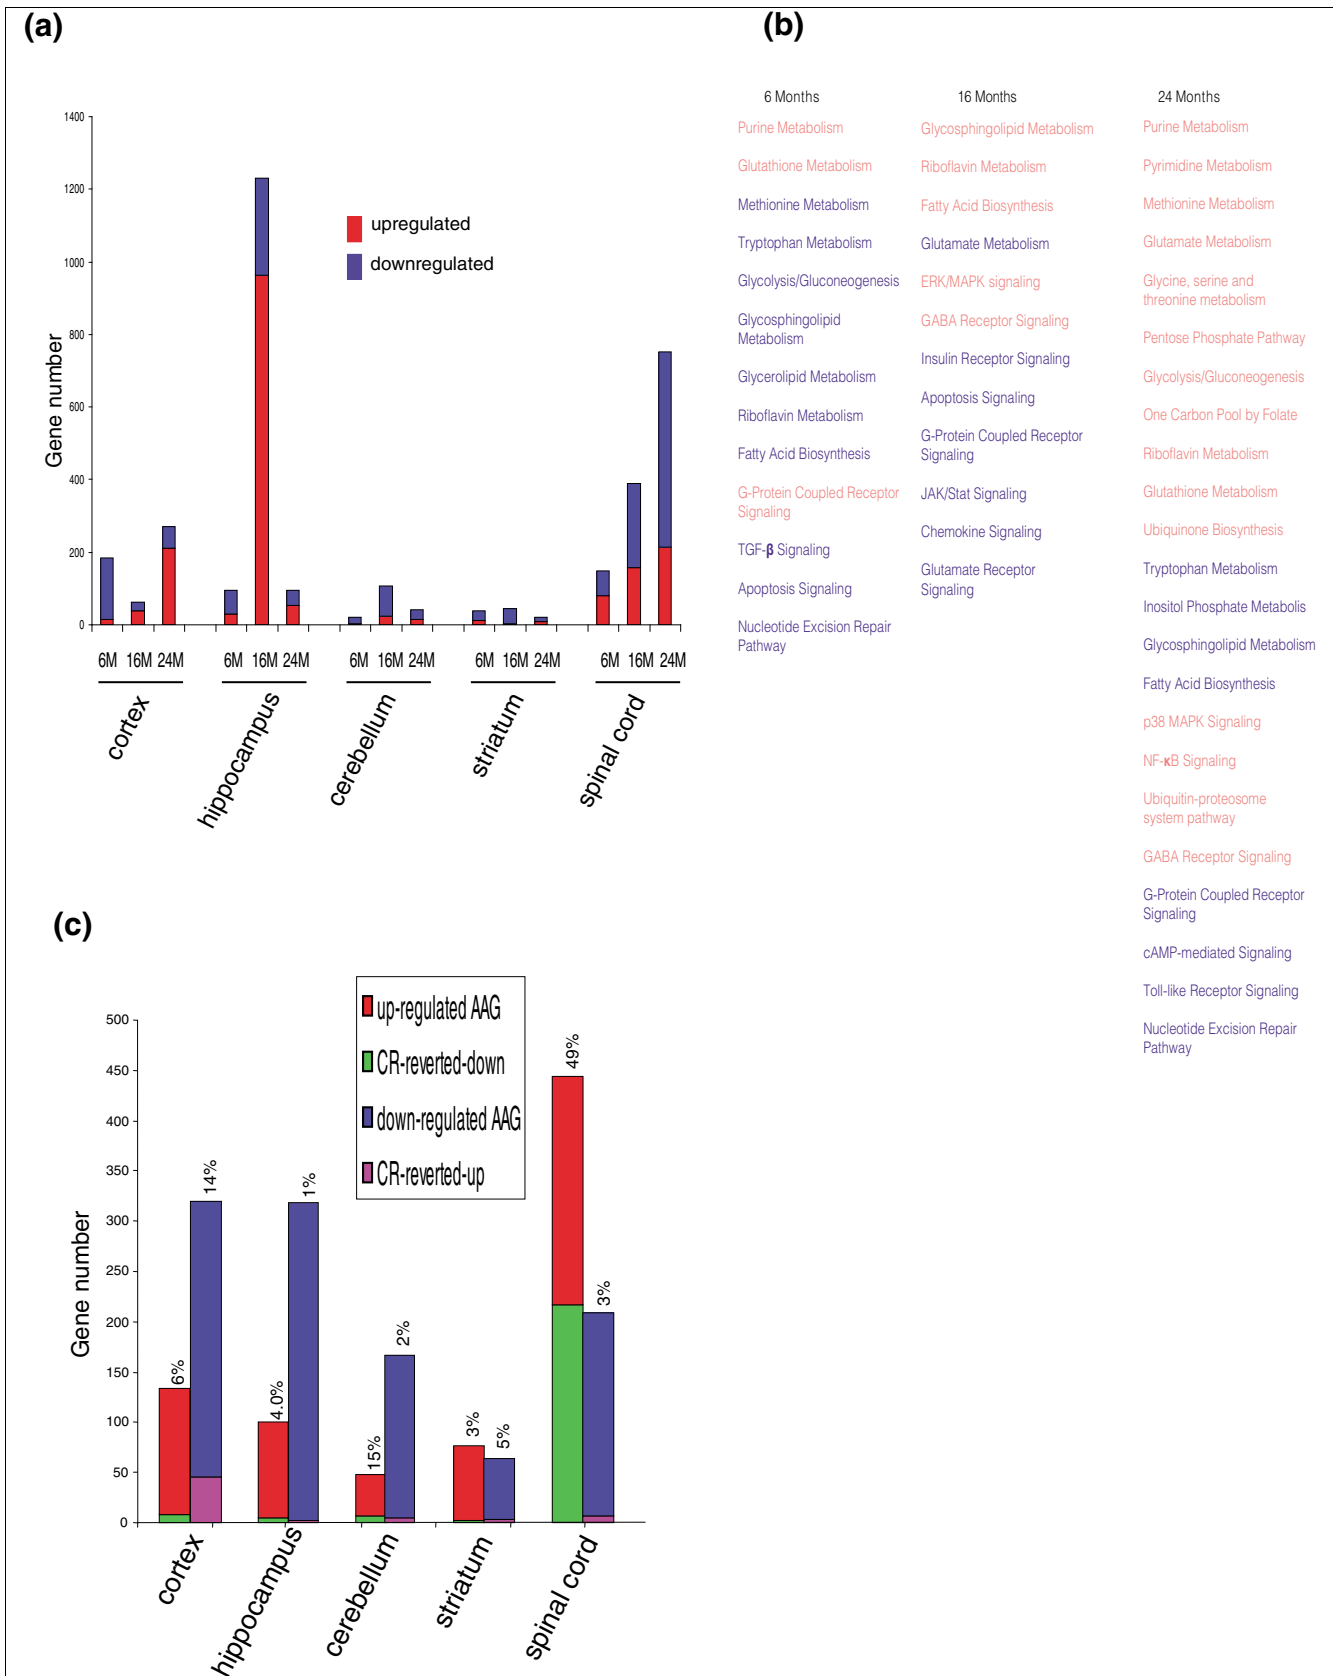 (a)
1400
1200
1000
800
600
400
200
0
Gene number
upregulated
downregulated
6M 16M 24M
6M 16M 24M
6M 16M 24M
6M 16M 24M
6M 16M 24M
cortex
hippocampus
cerebellum
striatum
spinal cord
(b)
6 Months
Purine Metabolism
Glutathione Metabolism
Methionine Metabolism
Tryptophan Metabolism
Glycolysis/Gluconeogenesis
Glycosphingolipid
Metabolism
Glycerolipid Metabolism
Riboflavin Metabolism
Fatty Acid Biosynthesis
G-Protein Coupled Receptor
Signaling
TGF-β Signaling
Apoptosis Signaling
Nucleotide Excision Repair
Pathway
16 Months
Glycosphingolipid Metabolism
Riboflavin Metabolism
Fatty Acid Biosynthesis
Glutamate Metabolism
ERK/MAPK signaling
GABA Receptor Signaling
Insulin Receptor Signaling
Apoptosis Signaling
G-Protein Coupled Receptor
Signaling
JAK/Stat Signaling
Chemokine Signaling
Glutamate Receptor
Signaling
24 Months
Purine Metabolism
Pyrimidine Metabolism
Methionine Metabolism
Glutamate Metabolism
Glycine, serine and
threonine metabolism
Pentose Phosphate Pathway
Glycolysis/Gluconeogenesis
One Carbon Pool by Folate
Riboflavin Metabolism
Glutathione Metabolism
Ubiquinone Biosynthesis
Tryptophan Metabolism
Inositol Phosphate Metabolis
Glycosphingolipid Metabolism
Fatty Acid Biosynthesis
p38 MAPK Signaling
NF-κB Signaling
Ubiquitin-proteosome
system pathway
GABA Receptor Signaling
G-Protein Coupled Receptor
Signaling
cAMP-mediated Signaling
Toll-like Receptor Signaling
Nucleotide Excision Repair
Pathway
(c)
up-regulated AAG
CR-reverted-down
down-regulated AAG
CR-reverted-up
500
450
400
350
300
250
200
150
100
50
0
Gene number
6%
14%
4.0%
1%
15%
2%
3%
5%
49%
3%
cortex
hippocampus
cerebellum
striatum
spinal cord